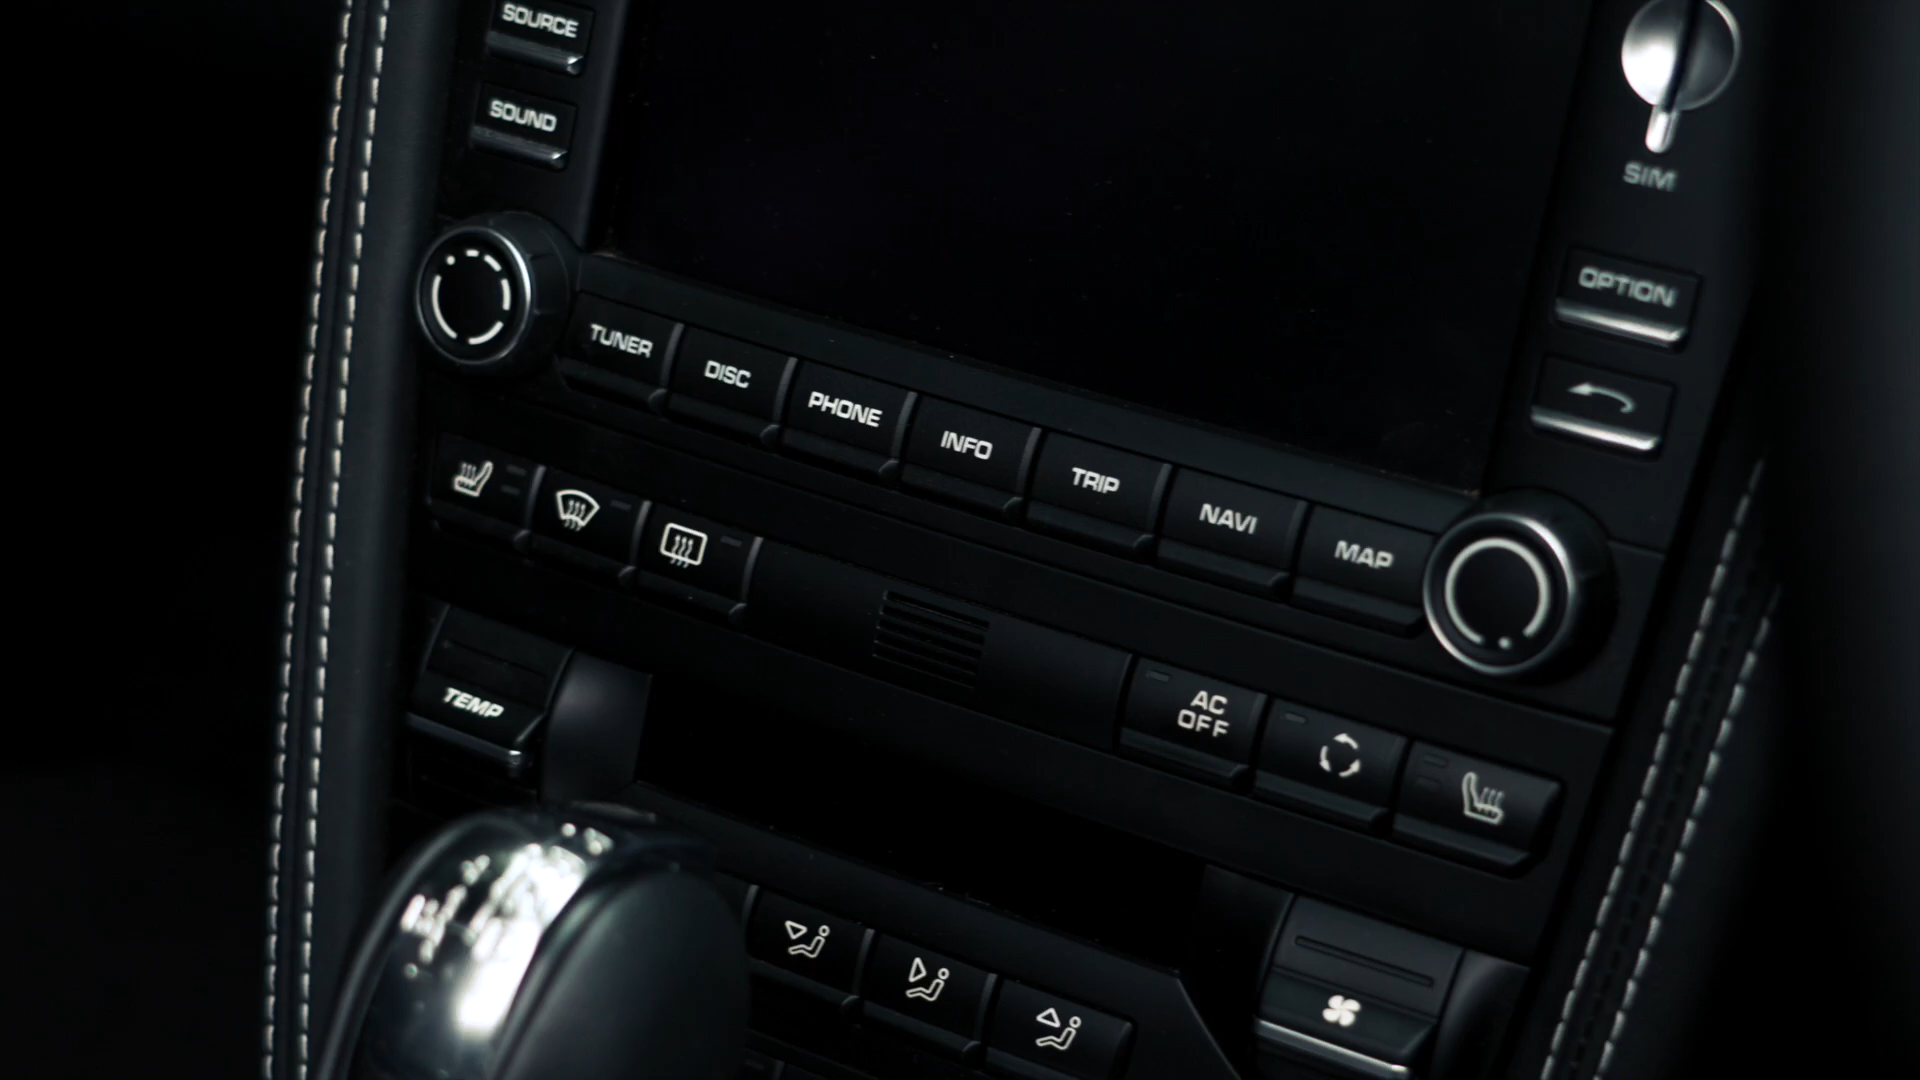 SOURCE
SOUND
SIM
OPTION
TUNER
DISC
PHONE
INFO
TRIP
NAVI
MAP
TEMP
AC
OFF